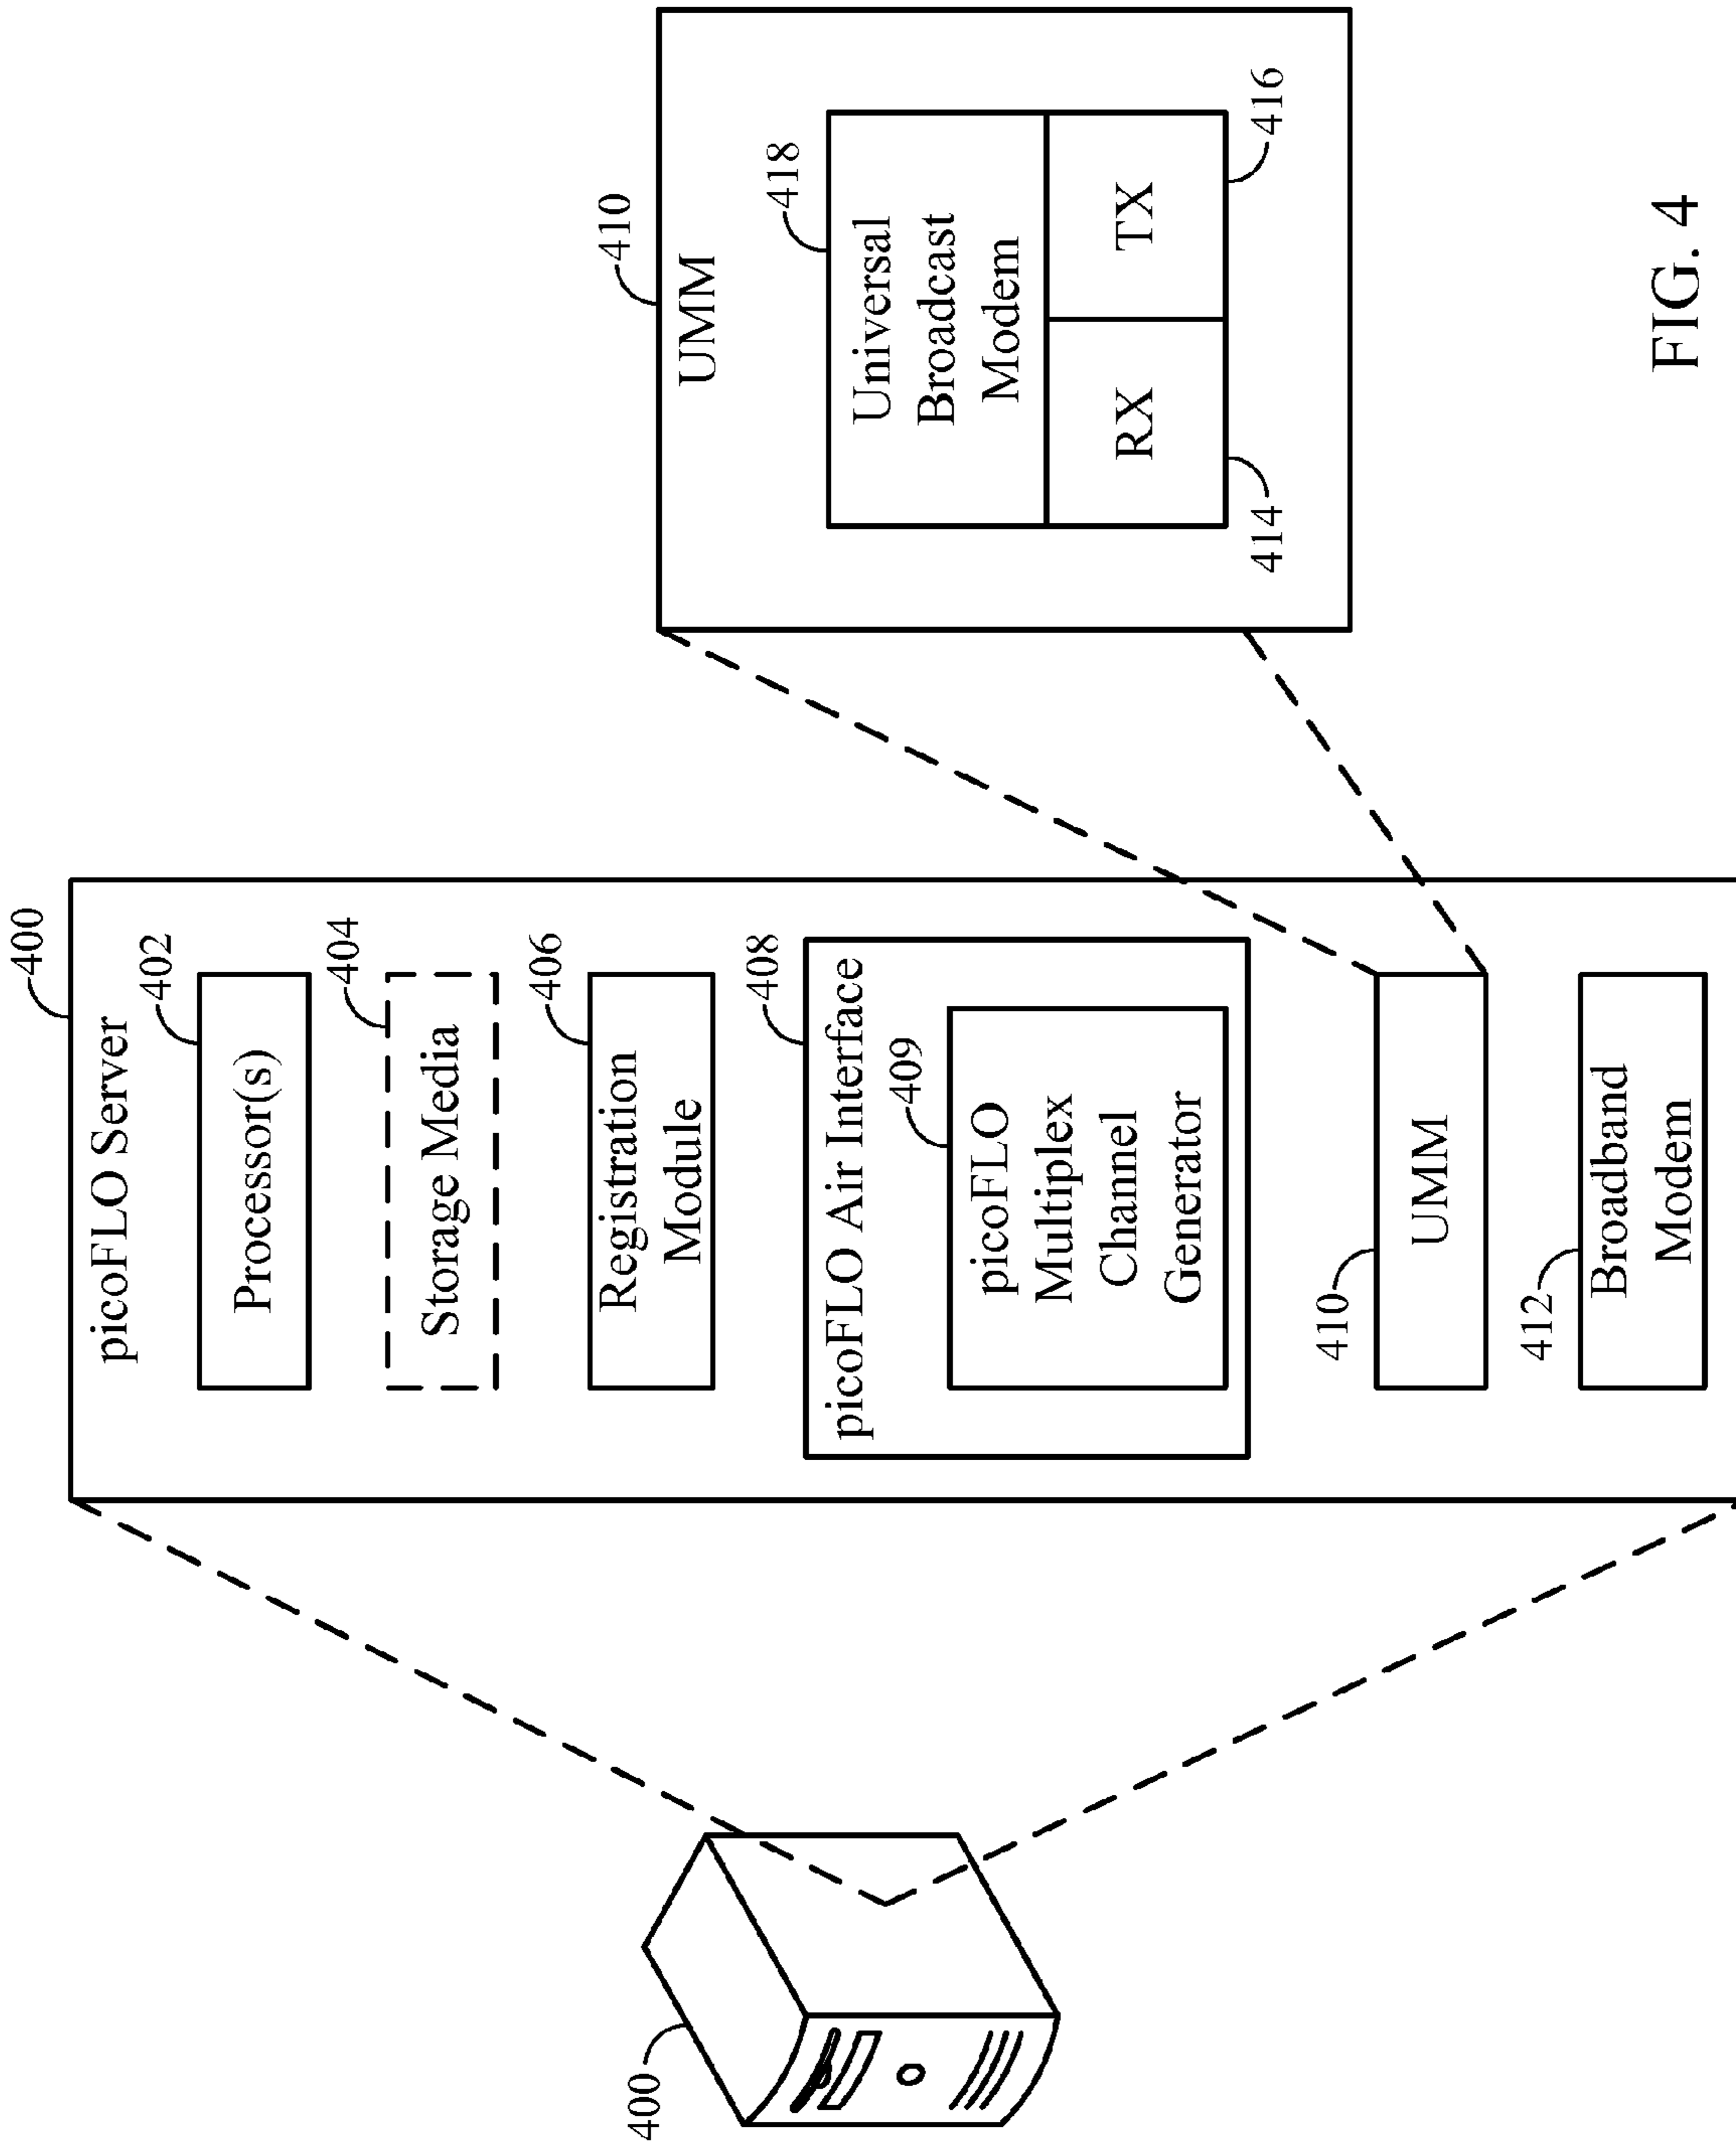 400
400
picoFLO Server
402
Processor(s)
404
Storage Media
406
Registration
Module
408
picoFLO Air Interface
409
picoFLO
Multiplex
Channel
Generator
410
UMM
412
Broadband
Modem
410
UMM
418
Universal
Broadcast
Modem
RX
TX
414
416
FIG. 4